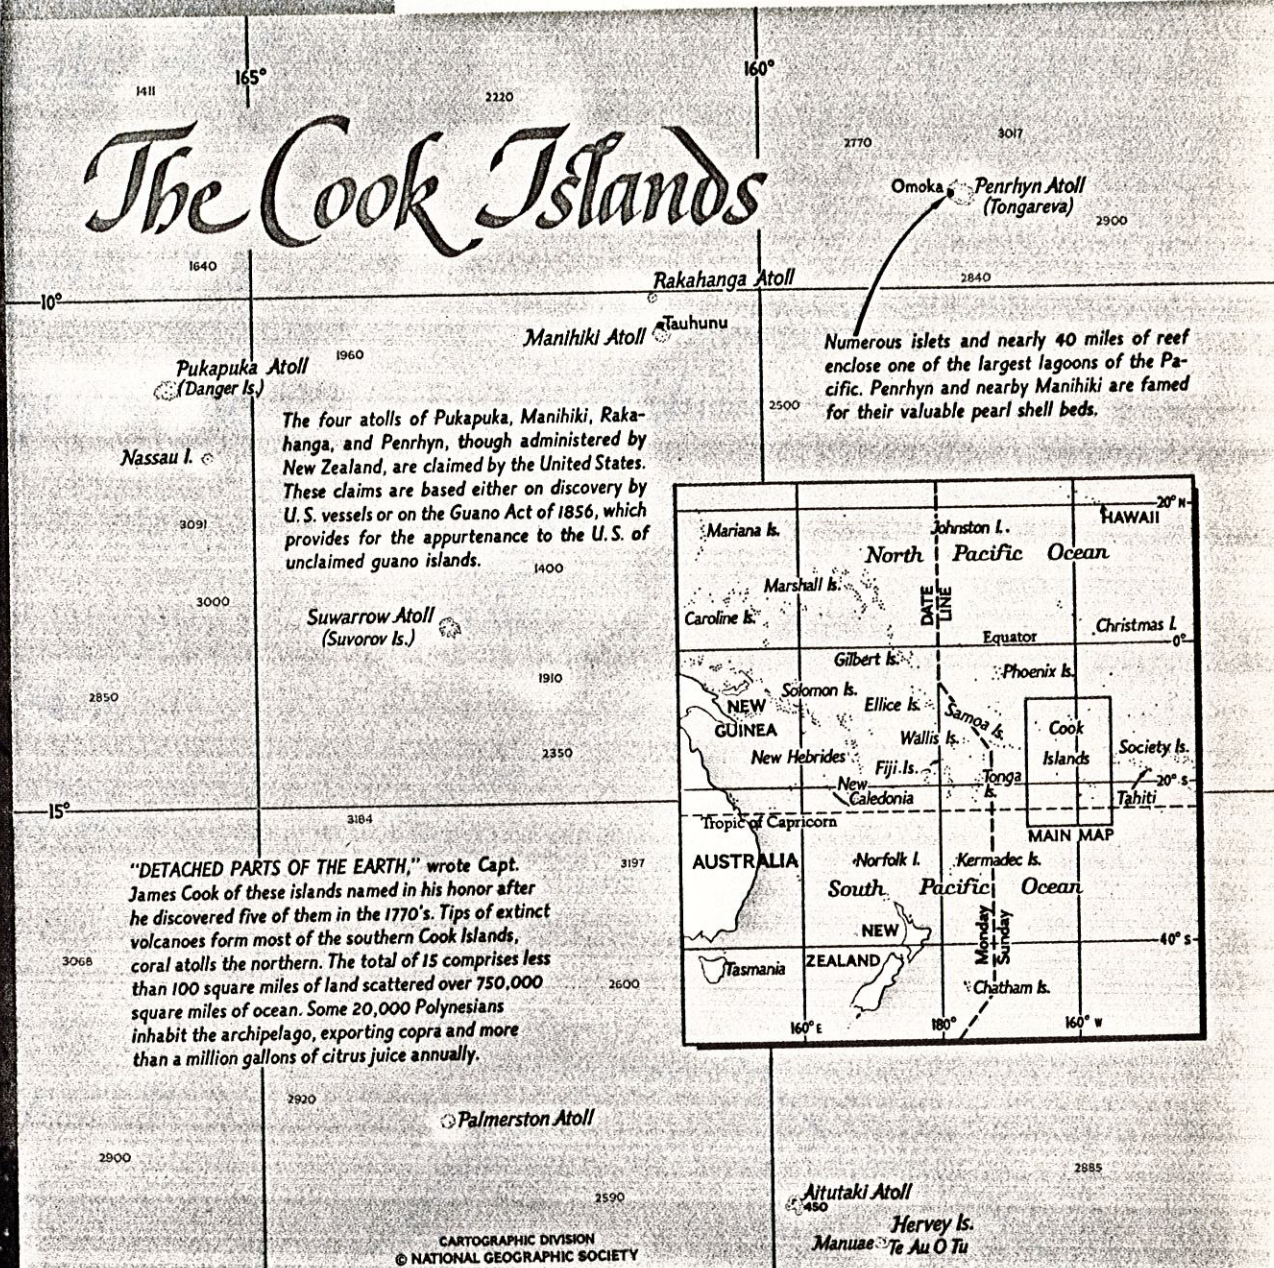 165°
160°
1411
2220
The Cook Islands
2770
3017
Omoka
Penrhyn Atoll
(Tongareva)
2900
1640
Rakahanga Atoll
2840
10°
Manihiki Atoll
Tauhunu
Numerous islets and nearly 40 miles of reef
enclose one of the largest lagoons of the Pa-
cific. Penrhyn and nearby Manihiki are famed
for their valuable pearl shell beds.
1960
Pukapuka Atoll
(Danger Is.)
2500
The four atolls of Pukapuka, Manihiki, Raka-
hanga, and Penrhyn, though administered by
New Zealand, are claimed by the United States.
These claims are based either on discovery by
U. S. vessels or on the Guano Act of 1856, which
provides for the appurtenance to the U. S. of
unclaimed guano islands.
Nassau I.
3091
1400
3000
Suwarrow Atoll
(Suvorov Is.)
1910
2850
2350
15°
3184
20° N
HAWAII
Mariana Is.
Johnston I.
North Pacific Ocean
Marshall Is.
DATE
LINE
Caroline Is.
Christmas I.
Equator
0°
Gilbert Is.
Phoenix Is.
Solomon Is.
NEW
GUINEA
Ellice Is.
Samoa Is.
Cook
Islands
Wallis Is.
Society Is.
New Hebrides
Fiji Is.
Tonga
Is.
20° S
New
Caledonia
Tahiti
Tropic of Capricorn
MAIN MAP
AUSTRALIA
Norfolk I.
Kermadec Is.
South Pacific Ocean
NEW
ZEALAND
Monday
Sunday
40° S
Tasmania
Chatham Is.
160° E
180°
160° W
"DETACHED PARTS OF THE EARTH," wrote Capt.
James Cook of these islands named in his honor after
he discovered five of them in the 1770's. Tips of extinct
volcanoes form most of the southern Cook Islands,
coral atolls the northern. The total of 15 comprises less
than 100 square miles of land scattered over 750,000
square miles of ocean. Some 20,000 Polynesians
inhabit the archipelago, exporting copra and more
than a million gallons of citrus juice annually.
3197
3068
2600
2920
Palmerston Atoll
2900
2885
2590
Aitutaki Atoll
450
Hervey Is.
Manuae
Te Au O Tu
CARTOGRAPHIC DIVISION
© NATIONAL GEOGRAPHIC SOCIETY